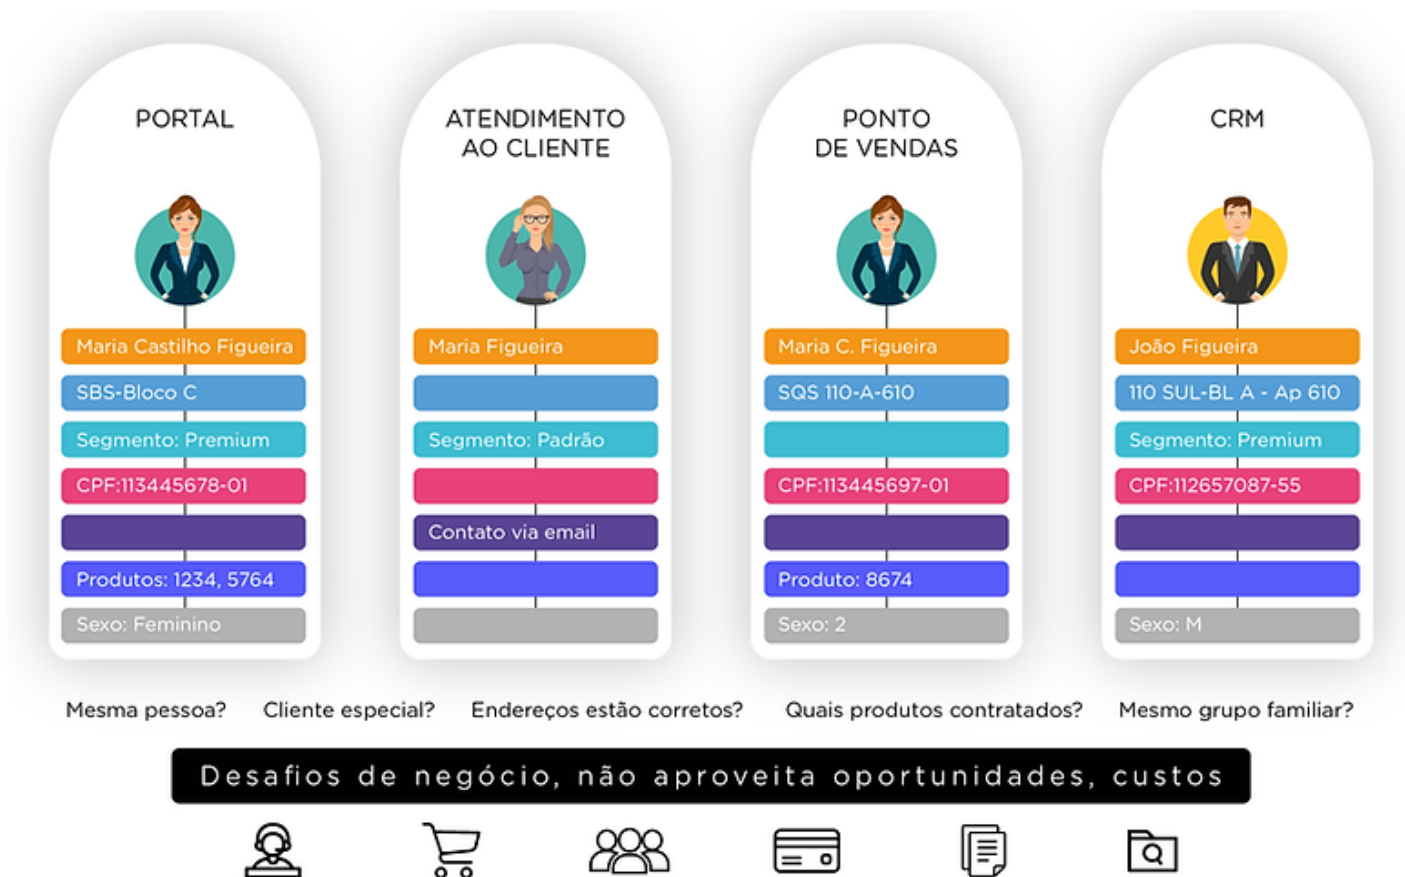 PORTAL
ATENDIMENTO
AO CLIENTE
PONTO
DE VENDAS
CRM
Maria Castilho Figueira
SBS-Bloco C
Segmento: Premium
CPF:113445678-01
Produtos: 1234, 5764
Sexo: Feminino
Maria Figueira
Segmento: Padrão
Contato via email
Maria C. Figueira
SQS 110-A-610
CPF:113445697-01
Produto: 8674
Sexo: 2
João Figueira
110 SUL-BL A - Ap 610
Segmento: Premium
CPF:112657087-55
Sexo: M
Mesma pessoa?
Cliente especial?
Endereços estão corretos?
Quais produtos contratados?
Mesmo grupo familiar?
Desafios de negócio, não aproveita oportunidades, custos